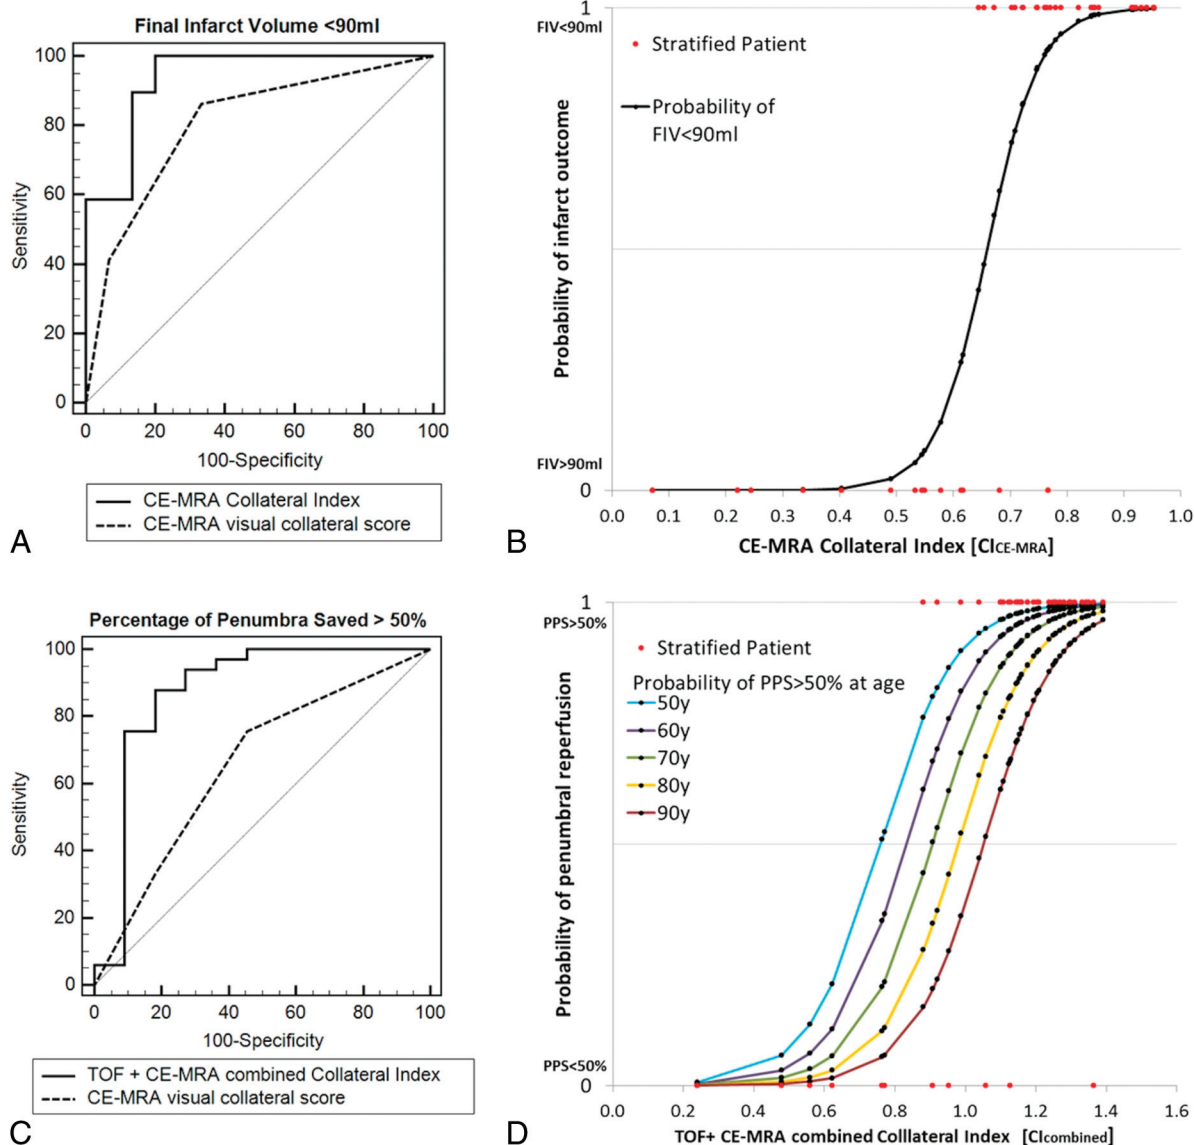 Final Infarct Volume <90ml
100
80
60
40
20
0
Sensitivity
0 20 40 60 80 100
100-Specificity
CE-MRA Collateral Index
CE-MRA visual collateral score
A
1
FIV<90ml
Stratified Patient
Probability of
FIV<90ml
Probability of infarct outcome
FIV>90ml
0
0.0 0.1 0.2 0.3 0.4 0.5 0.6 0.7 0.8 0.9 1.0
CE-MRA Collateral Index [CICE-MRA]
B
Percentage of Penumbra Saved > 50%
100
80
60
40
20
0
Sensitivity
0 20 40 60 80 100
100-Specificity
TOF + CE-MRA combined Collateral Index
CE-MRA visual collateral score
C
1
PPS>50%
Stratified Patient
Probability of PPS>50% at age
50y
60y
70y
80y
90y
Probability of penumbral reperfusion
PPS<50%
0
0.0 0.2 0.4 0.6 0.8 1.0 1.2 1.4 1.6
TOF+ CE-MRA combined Colllateral Index [CIcombined]
D